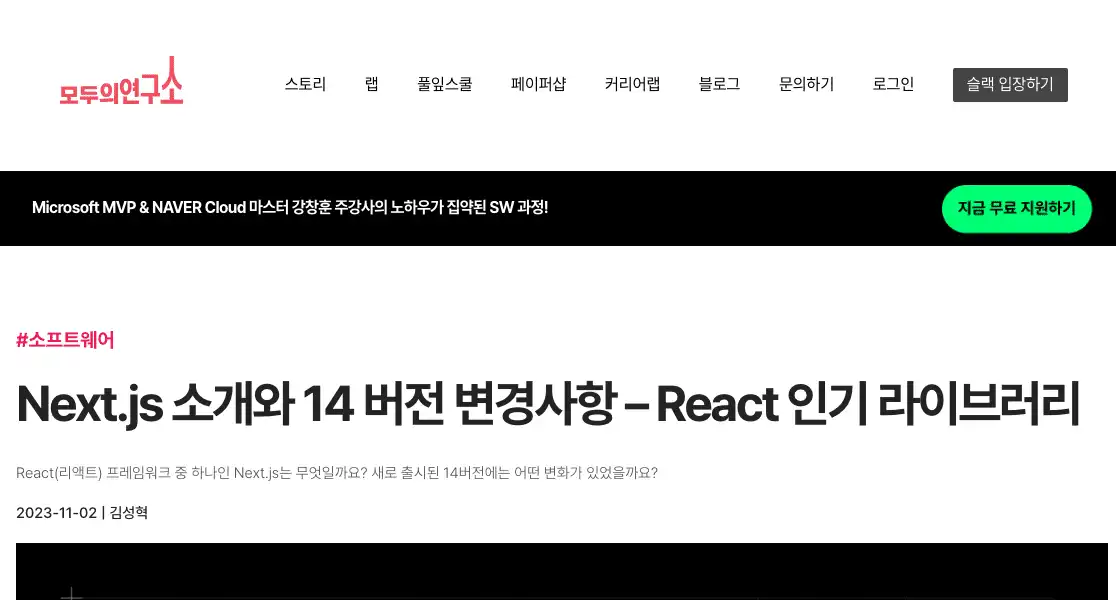 모두의연구소
스토리 랩 풀잎스쿨 페이퍼샵 커리어랩 블로그 문의하기 로그인 슬랙 입장하기
Microsoft MVP & NAVER Cloud 마스터 강창훈 주강사의 노하우가 집약된 SW 과정! 지금 무료 지원하기
#소프트웨어
Next.js 소개와 14 버전 변경사항 – React 인기 라이브러리
React(리액트) 프레임워크 중 하나인 Next.js는 무엇일까요? 새로 출시된 14버전에는 어떤 변화가 있었을까요?
2023-11-02 | 김성혁